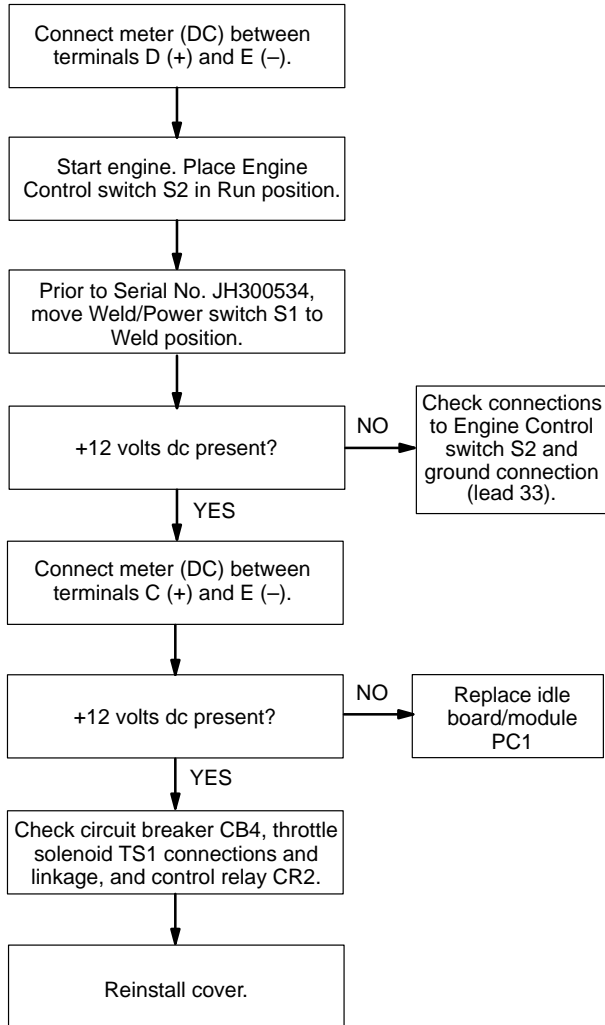 Connect meter (DC) between
terminals D (+) and E (–).
Start engine. Place Engine
Control switch S2 in Run position.
Prior to Serial No. JH300534,
move Weld/Power switch S1 to
Weld position.
+12 volts dc present?
NO
Check connections
to Engine Control
switch S2 and
ground connection
(lead 33).
YES
Connect meter (DC) between
terminals C (+) and E (–).
+12 volts dc present?
NO
Replace idle
board/module
PC1
YES
Check circuit breaker CB4, throttle
solenoid TS1 connections and
linkage, and control relay CR2.
Reinstall cover.